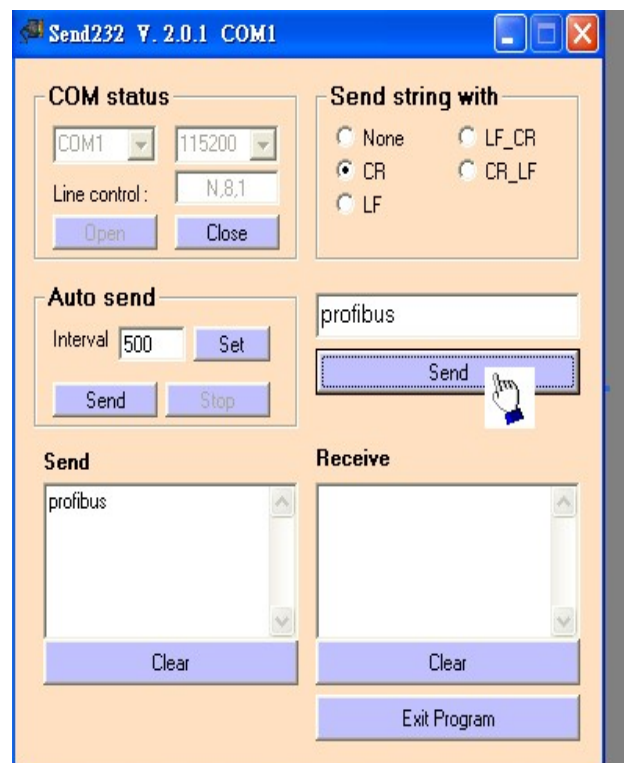 Send232 V. 2.0.1 COM1
COM status
COM1 115200
Line control : N,8,1
Open Close
Send string with
None LF_CR
CR CR_LF
LF
Auto send
Interval 500 Set
Send Stop
profibus
Send
Send
profibus
Clear
Receive
Clear
Exit Program